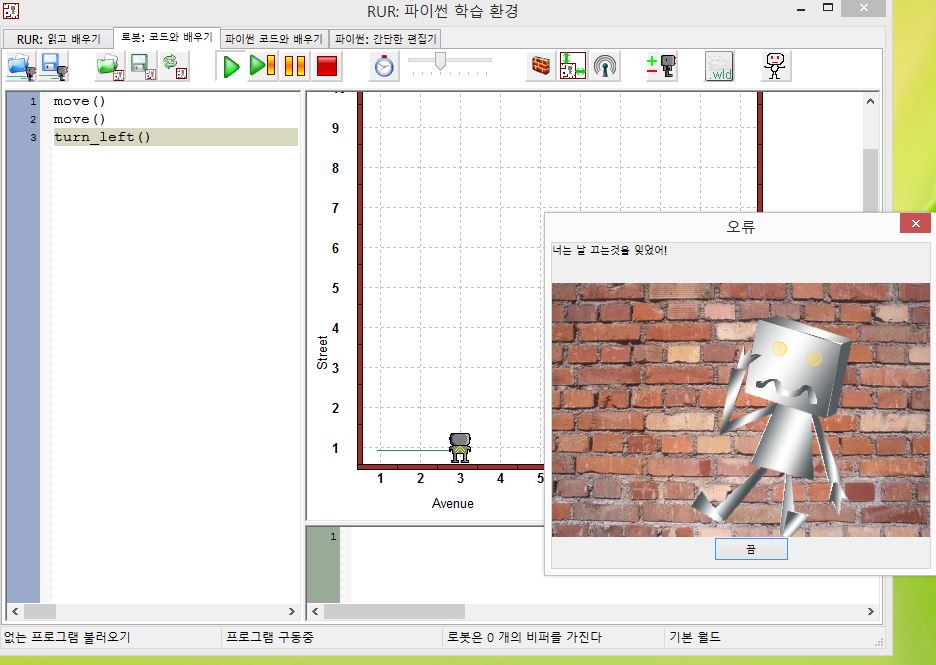 RUR: 파이썬 학습 환경
RUR: 읽고 배우기
로봇: 코드와 배우기
파이썬 코드와 배우기
파이썬: 간단한 편집기
.wld
1 move()
2 move()
3 turn_left()
9
8
7
6
5
4
3
2
1
Street
1 2 3 4 5
Avenue
오류
너는 날 끄는것을 잊었어!
끔
1
없는 프로그램 불러오기
프로그램 구동중
로봇은 0 개의 비퍼를 가진다
기본 월드